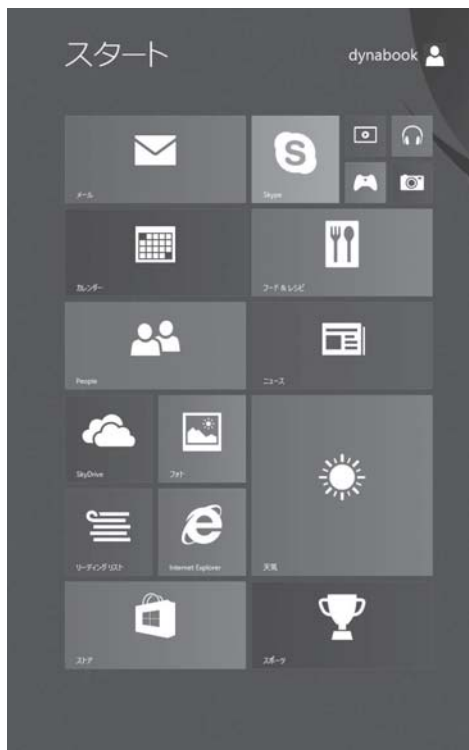 スタート
dynabook
メール
Skype
カレンダー
フード & レシピ
People
ニュース
SkyDrive
フォト
リーディング リスト
Internet Explorer
天気
ストア
スポーツ